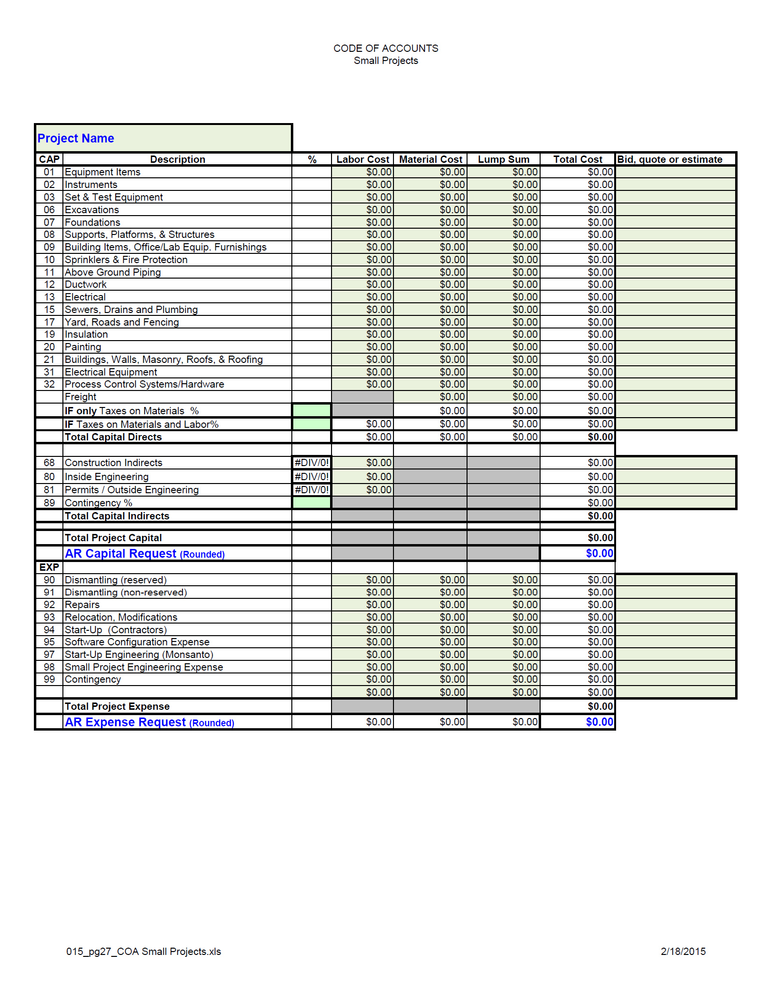 CODE OF ACCOUNTS
Small Projects
Project Name
CAP Description % Labor Cost Material Cost Lump Sum Total Cost Bid, quote or estimate
01 Equipment Items $0.00 $0.00 $0.00 $0.00
02 Instruments $0.00 $0.00 $0.00 $0.00
03 Set & Test Equipment $0.00 $0.00 $0.00 $0.00
06 Excavations $0.00 $0.00 $0.00 $0.00
07 Foundations $0.00 $0.00 $0.00 $0.00
08 Supports, Platforms, & Structures $0.00 $0.00 $0.00 $0.00
09 Building Items, Office/Lab Equip. Furnishings $0.00 $0.00 $0.00 $0.00
10 Sprinklers & Fire Protection $0.00 $0.00 $0.00 $0.00
11 Above Ground Piping $0.00 $0.00 $0.00 $0.00
12 Ductwork $0.00 $0.00 $0.00 $0.00
13 Electrical $0.00 $0.00 $0.00 $0.00
15 Sewers, Drains and Plumbing $0.00 $0.00 $0.00 $0.00
17 Yard, Roads and Fencing $0.00 $0.00 $0.00 $0.00
19 Insulation $0.00 $0.00 $0.00 $0.00
20 Painting $0.00 $0.00 $0.00 $0.00
21 Buildings, Walls, Masonry, Roofs, & Roofing $0.00 $0.00 $0.00 $0.00
31 Electrical Equipment $0.00 $0.00 $0.00 $0.00
32 Process Control Systems/Hardware $0.00 $0.00 $0.00 $0.00
Freight $0.00 $0.00 $0.00
IF only Taxes on Materials % $0.00 $0.00 $0.00
IF Taxes on Materials and Labor% $0.00 $0.00 $0.00 $0.00
Total Capital Directs $0.00 $0.00 $0.00 $0.00
68 Construction Indirects #DIV/0! $0.00 $0.00
80 Inside Engineering #DIV/0! $0.00 $0.00
81 Permits / Outside Engineering #DIV/0! $0.00 $0.00
89 Contingency % $0.00
Total Capital Indirects $0.00
Total Project Capital $0.00
AR Capital Request (Rounded) $0.00
EXP
90 Dismantling (reserved) $0.00 $0.00 $0.00 $0.00
91 Dismantling (non-reserved) $0.00 $0.00 $0.00 $0.00
92 Repairs $0.00 $0.00 $0.00 $0.00
93 Relocation, Modifications $0.00 $0.00 $0.00 $0.00
94 Start-Up (Contractors) $0.00 $0.00 $0.00 $0.00
95 Software Configuration Expense $0.00 $0.00 $0.00 $0.00
97 Start-Up Engineering (Monsanto) $0.00 $0.00 $0.00 $0.00
98 Small Project Engineering Expense $0.00 $0.00 $0.00 $0.00
99 Contingency $0.00 $0.00 $0.00 $0.00
$0.00 $0.00 $0.00 $0.00
Total Project Expense $0.00
AR Expense Request (Rounded) $0.00 $0.00 $0.00 $0.00
015_pg27_COA Small Projects.xls 2/18/2015